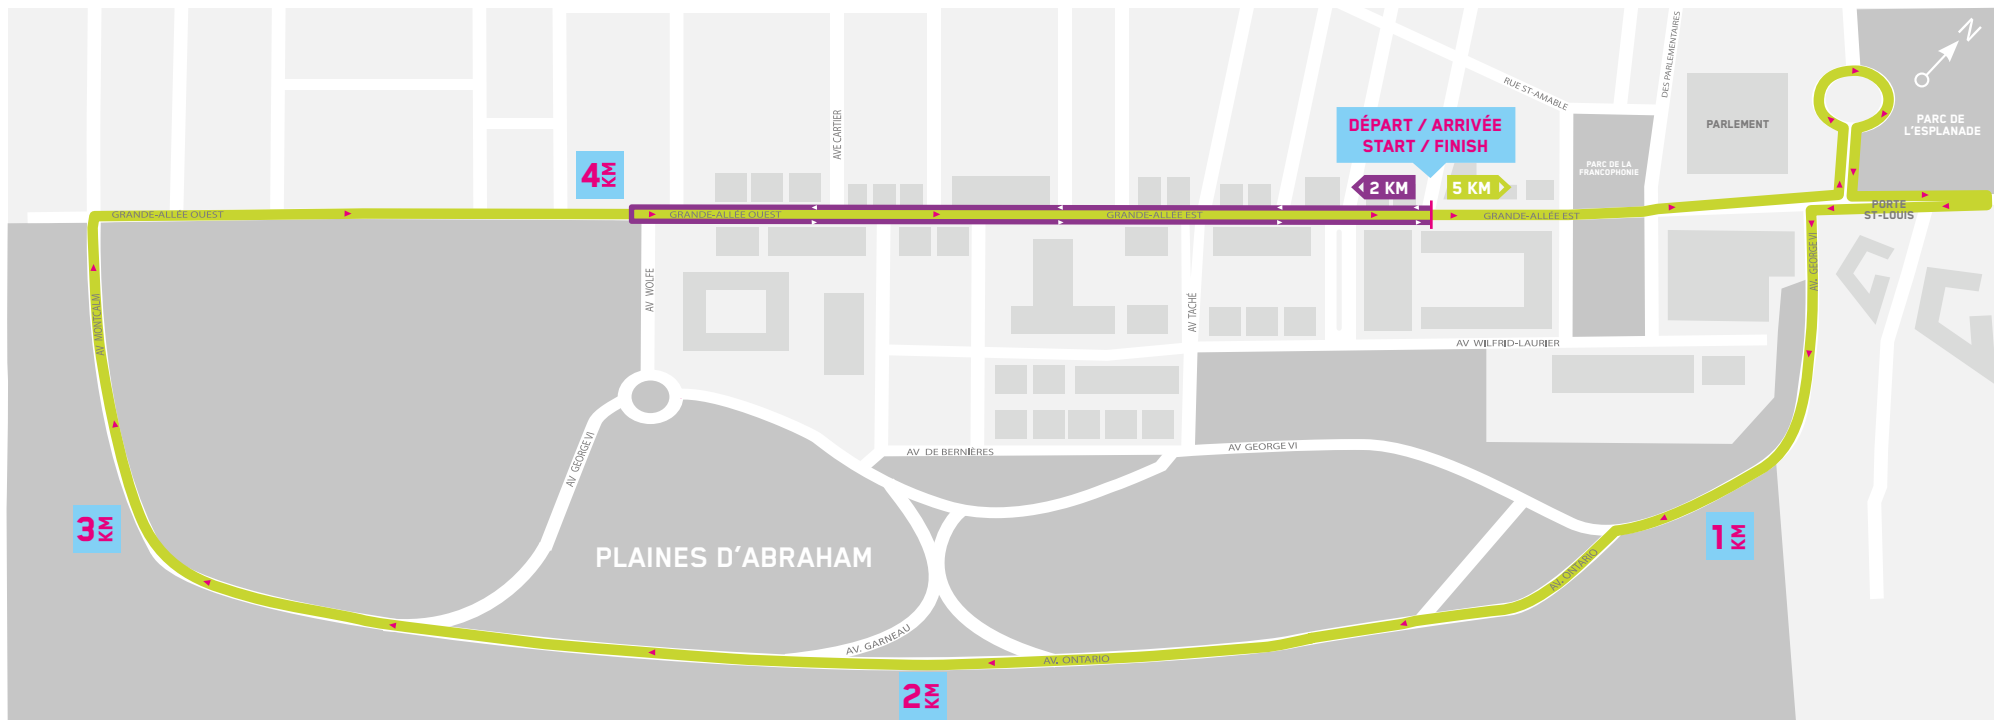 N
DES PARLEMENTAIRES
RUE ST-AMABLE
AVE CARTIER
PARLEMENT
PARC DE
L'ESPLANADE
DÉPART / ARRIVÉE
START / FINISH
PARC DE LA
FRANCOPHONIE
4 KM
2 KM
5 KM
GRANDE-ALLÉE OUEST
GRANDE-ALLÉE OUEST
GRANDE-ALLÉE EST
GRANDE-ALLÉE EST
PORTE
ST-LOUIS
AV. GEORGE VI
AV WOLFE
AV MONTCALM
AV TACHÉ
AV WILFRID-LAURIER
AV GEORGE VI
AV DE BERNIÈRES
AV GEORGE VI
3 KM
1 KM
PLAINES D'ABRAHAM
AV. ONTARIO
AV. GARNEAU
AV. ONTARIO
2 KM